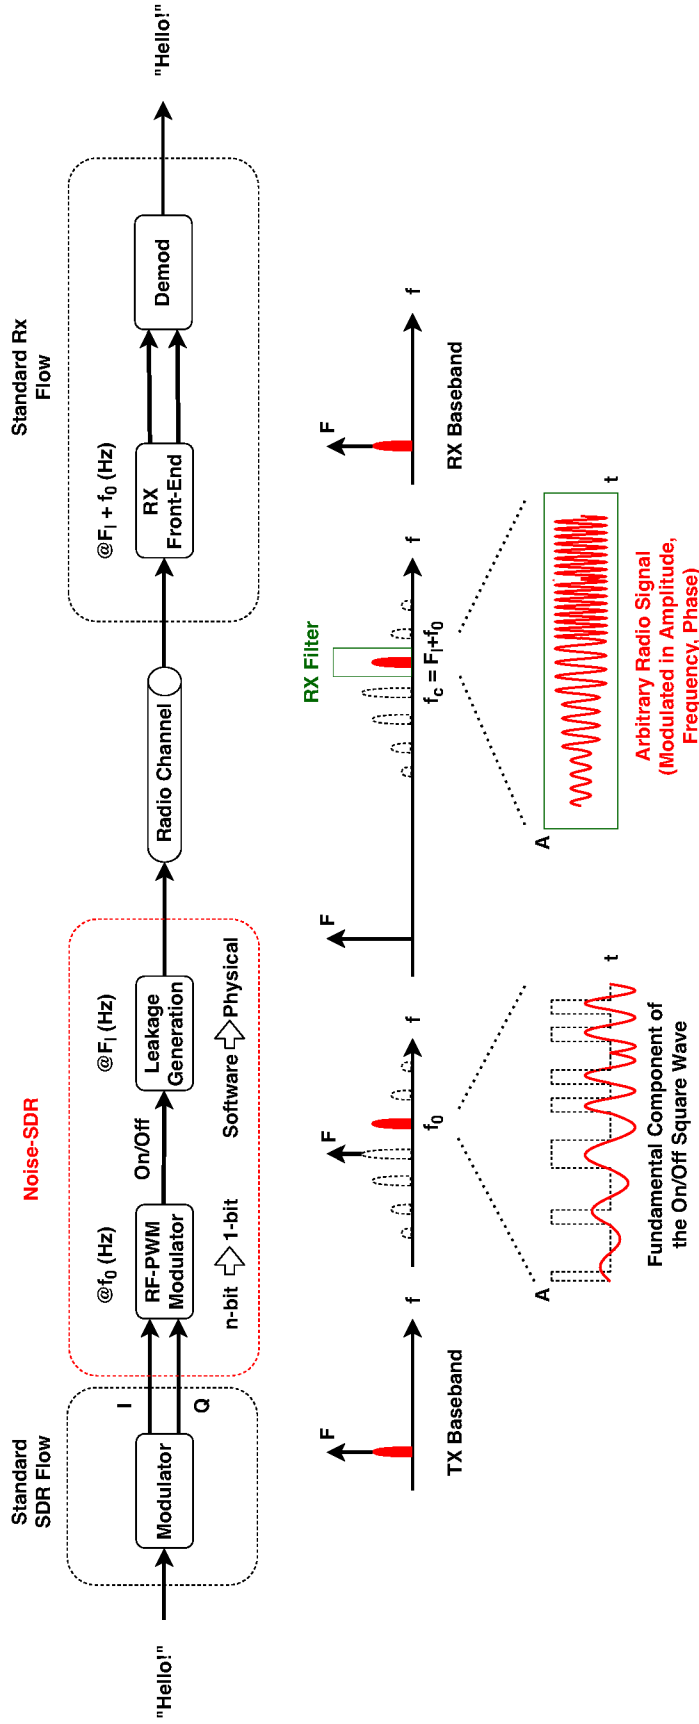 "Hello!"
Standard
SDR Flow
Modulator
I
Q
Noise-SDR
@f0 (Hz)
RF-PWM
Modulator
n-bit
1-bit
On/Off
@Fl (Hz)
Leakage
Generation
Software
Physical
Radio Channel
Standard Rx
Flow
@Fl + f0 (Hz)
RX
Front-End
Demod
"Hello!"
F
f
TX Baseband
F
f
f0
F
f
RX Filter
fc = Fl+f0
F
f
RX Baseband
A
t
Fundamental Component of
the On/Off Square Wave
A
t
Arbitrary Radio Signal
(Modulated in Amplitude,
Frequency, Phase)